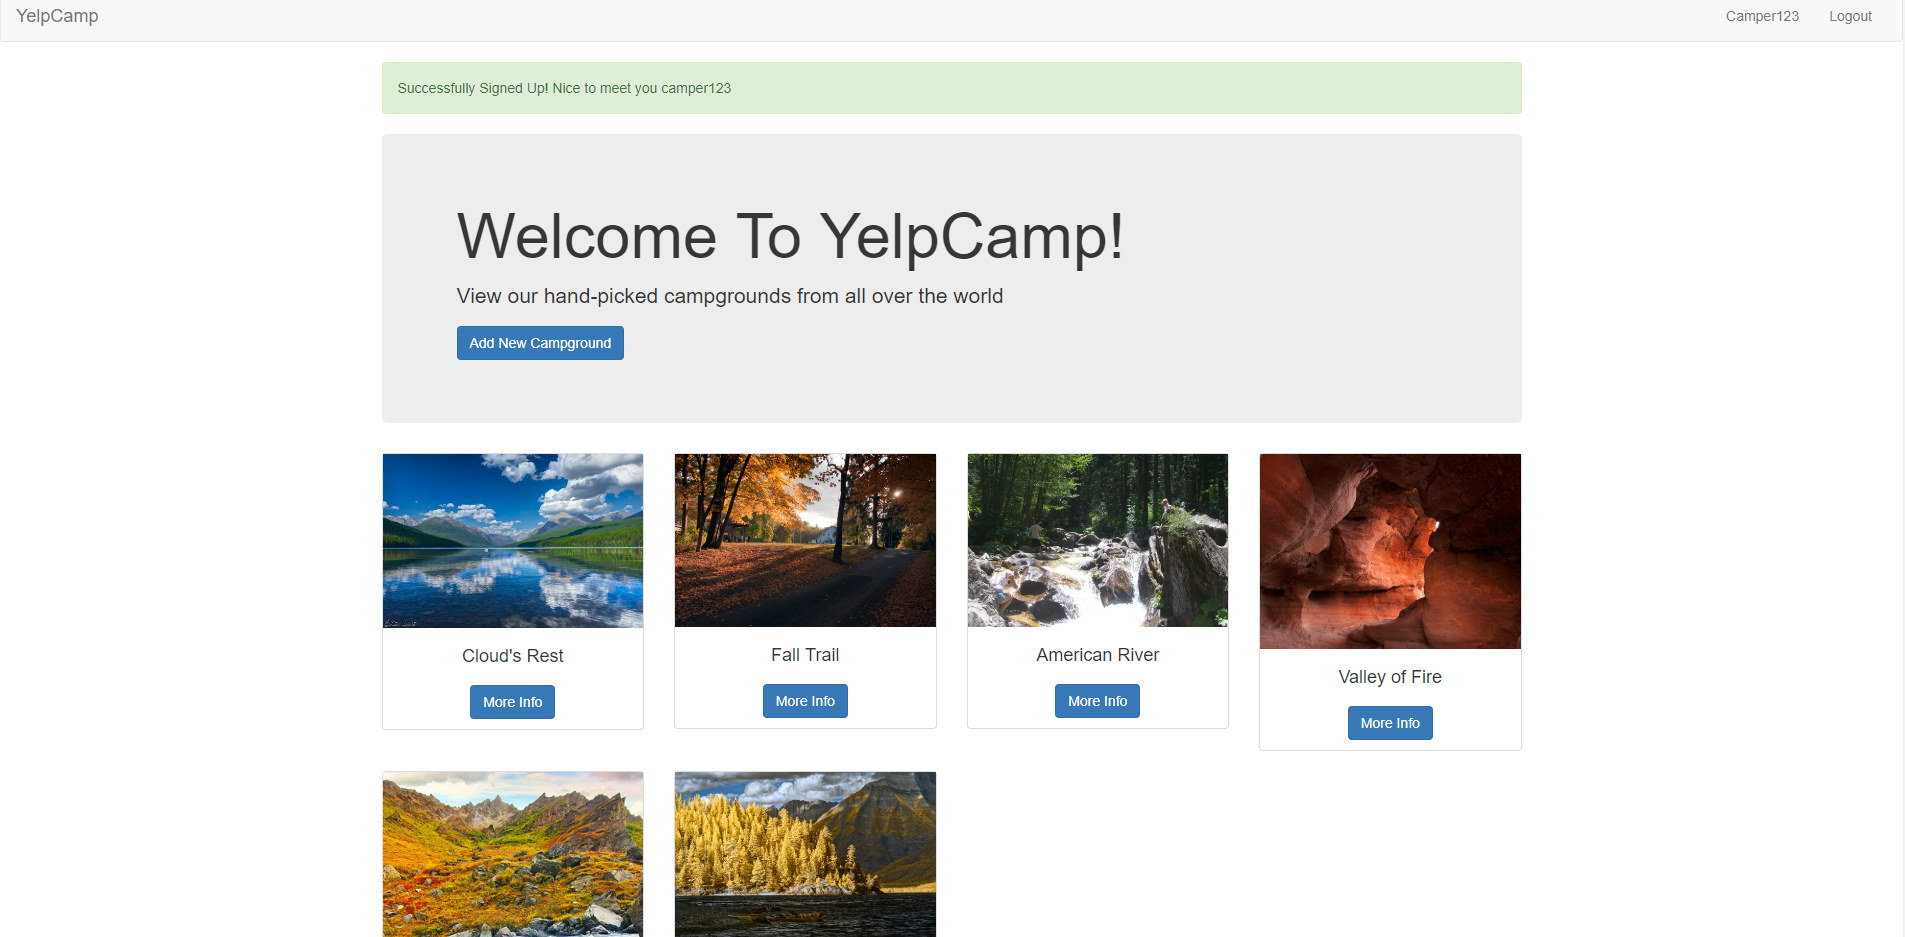 YelpCamp
Camper123 Logout
Successfully Signed Up! Nice to meet you camper123
Welcome To YelpCamp!
View our hand-picked campgrounds from all over the world
Add New Campground
Cloud's Rest
More Info
Fall Trail
More Info
American River
More Info
Valley of Fire
More Info